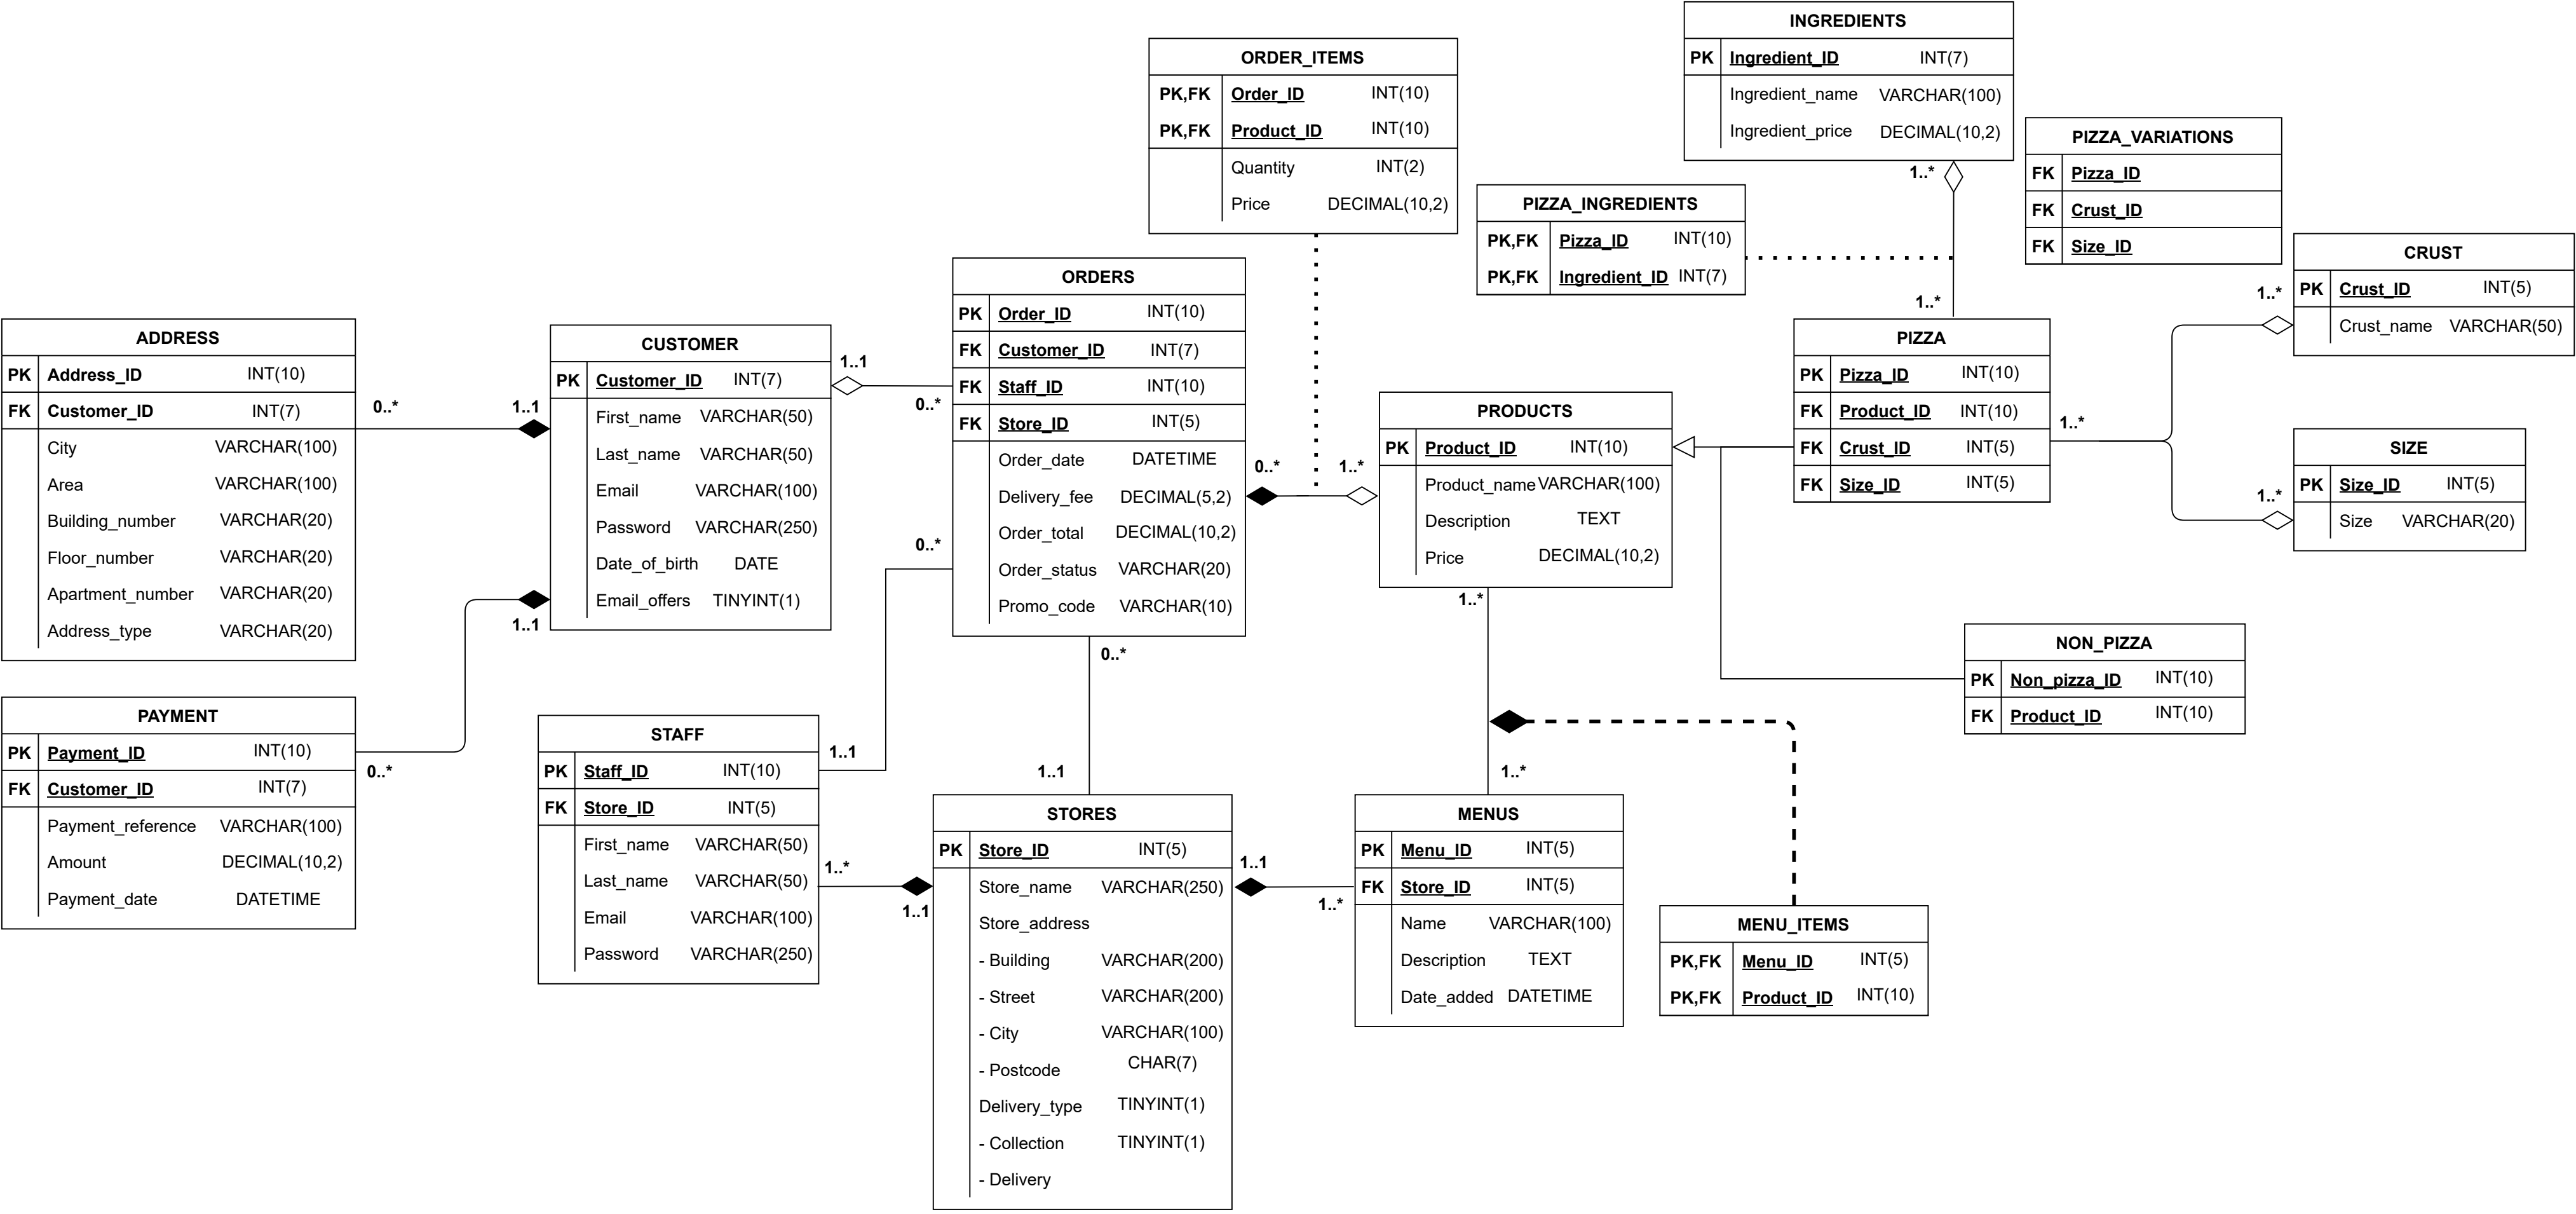 INGREDIENTS
PK Ingredient_ID INT(7)
Ingredient_name VARCHAR(100)
Ingredient_price DECIMAL(10,2)
1..*
1..*
ORDER_ITEMS
PK,FK Order_ID INT(10)
PK,FK Product_ID INT(10)
Quantity INT(2)
Price DECIMAL(10,2)
PIZZA_VARIATIONS
FK Pizza_ID
FK Crust_ID
FK Size_ID
PIZZA_INGREDIENTS
PK,FK Pizza_ID INT(10)
PK,FK Ingredient_ID INT(7)
CRUST
PK Crust_ID INT(5)
Crust_name VARCHAR(50)
1..*
ORDERS
PK Order_ID INT(10)
FK Customer_ID INT(7)
FK Staff_ID INT(10)
FK Store_ID INT(5)
Order_date DATETIME
Delivery_fee DECIMAL(5,2)
Order_total DECIMAL(10,2)
Order_status VARCHAR(20)
Promo_code VARCHAR(10)
ADDRESS
PK Address_ID INT(10)
FK Customer_ID INT(7)
City VARCHAR(100)
Area VARCHAR(100)
Building_number VARCHAR(20)
Floor_number VARCHAR(20)
Apartment_number VARCHAR(20)
Address_type VARCHAR(20)
0..*
1..1
CUSTOMER
PK Customer_ID INT(7)
First_name VARCHAR(50)
Last_name VARCHAR(50)
Email VARCHAR(100)
Password VARCHAR(250)
Date_of_birth DATE
Email_offers TINYINT(1)
1..1
0..*
0..*
1..1
PIZZA
PK Pizza_ID INT(10)
FK Product_ID INT(10)
FK Crust_ID INT(5)
FK Size_ID INT(5)
1..*
PRODUCTS
PK Product_ID INT(10)
Product_name VARCHAR(100)
Description TEXT
Price DECIMAL(10,2)
0..*
1..*
1..*
SIZE
PK Size_ID INT(5)
Size VARCHAR(20)
1..*
NON_PIZZA
PK Non_pizza_ID INT(10)
FK Product_ID INT(10)
PAYMENT
PK Payment_ID INT(10)
FK Customer_ID INT(7)
Payment_reference VARCHAR(100)
Amount DECIMAL(10,2)
Payment_date DATETIME
0..*
STAFF
PK Staff_ID INT(10)
FK Store_ID INT(5)
First_name VARCHAR(50)
Last_name VARCHAR(50)
Email VARCHAR(100)
Password VARCHAR(250)
1..1
1..*
1..1
0..*
1..1
STORES
PK Store_ID INT(5)
Store_name VARCHAR(250)
Store_address
- Building VARCHAR(200)
- Street VARCHAR(200)
- City VARCHAR(100)
- Postcode CHAR(7)
Delivery_type TINYINT(1)
- Collection TINYINT(1)
- Delivery
1..1
1..*
1..*
MENUS
PK Menu_ID INT(5)
FK Store_ID INT(5)
Name VARCHAR(100)
Description TEXT
Date_added DATETIME
MENU_ITEMS
PK,FK Menu_ID INT(5)
PK,FK Product_ID INT(10)